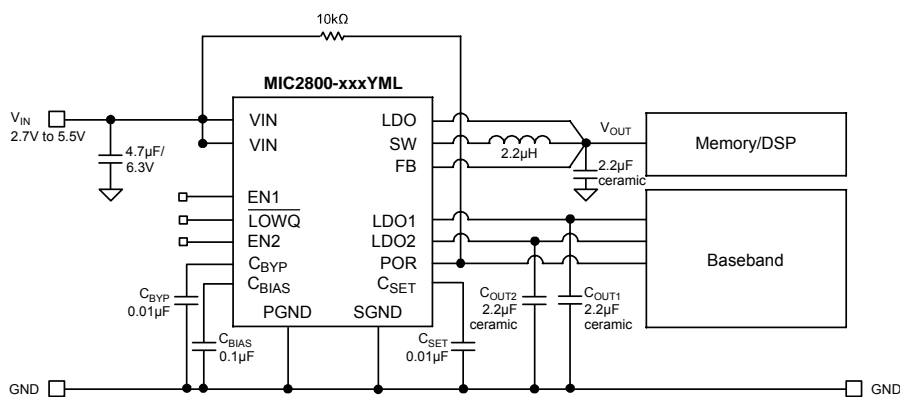 10kΩ
MIC2800-xxxYML
VIN
2.7V to 5.5V
4.7µF/
6.3V
VIN
VIN
EN1
LOWQ
EN2
CBYP
CBIAS
PGND
SGND
LDO
SW
FB
LDO1
LDO2
POR
CSET
2.2µH
VOUT
2.2µF
ceramic
Memory/DSP
Baseband
CBYP
0.01µF
CBIAS
0.1µF
CSET
0.01µF
COUT2
2.2µF
ceramic
COUT1
2.2µF
ceramic
GND
GND